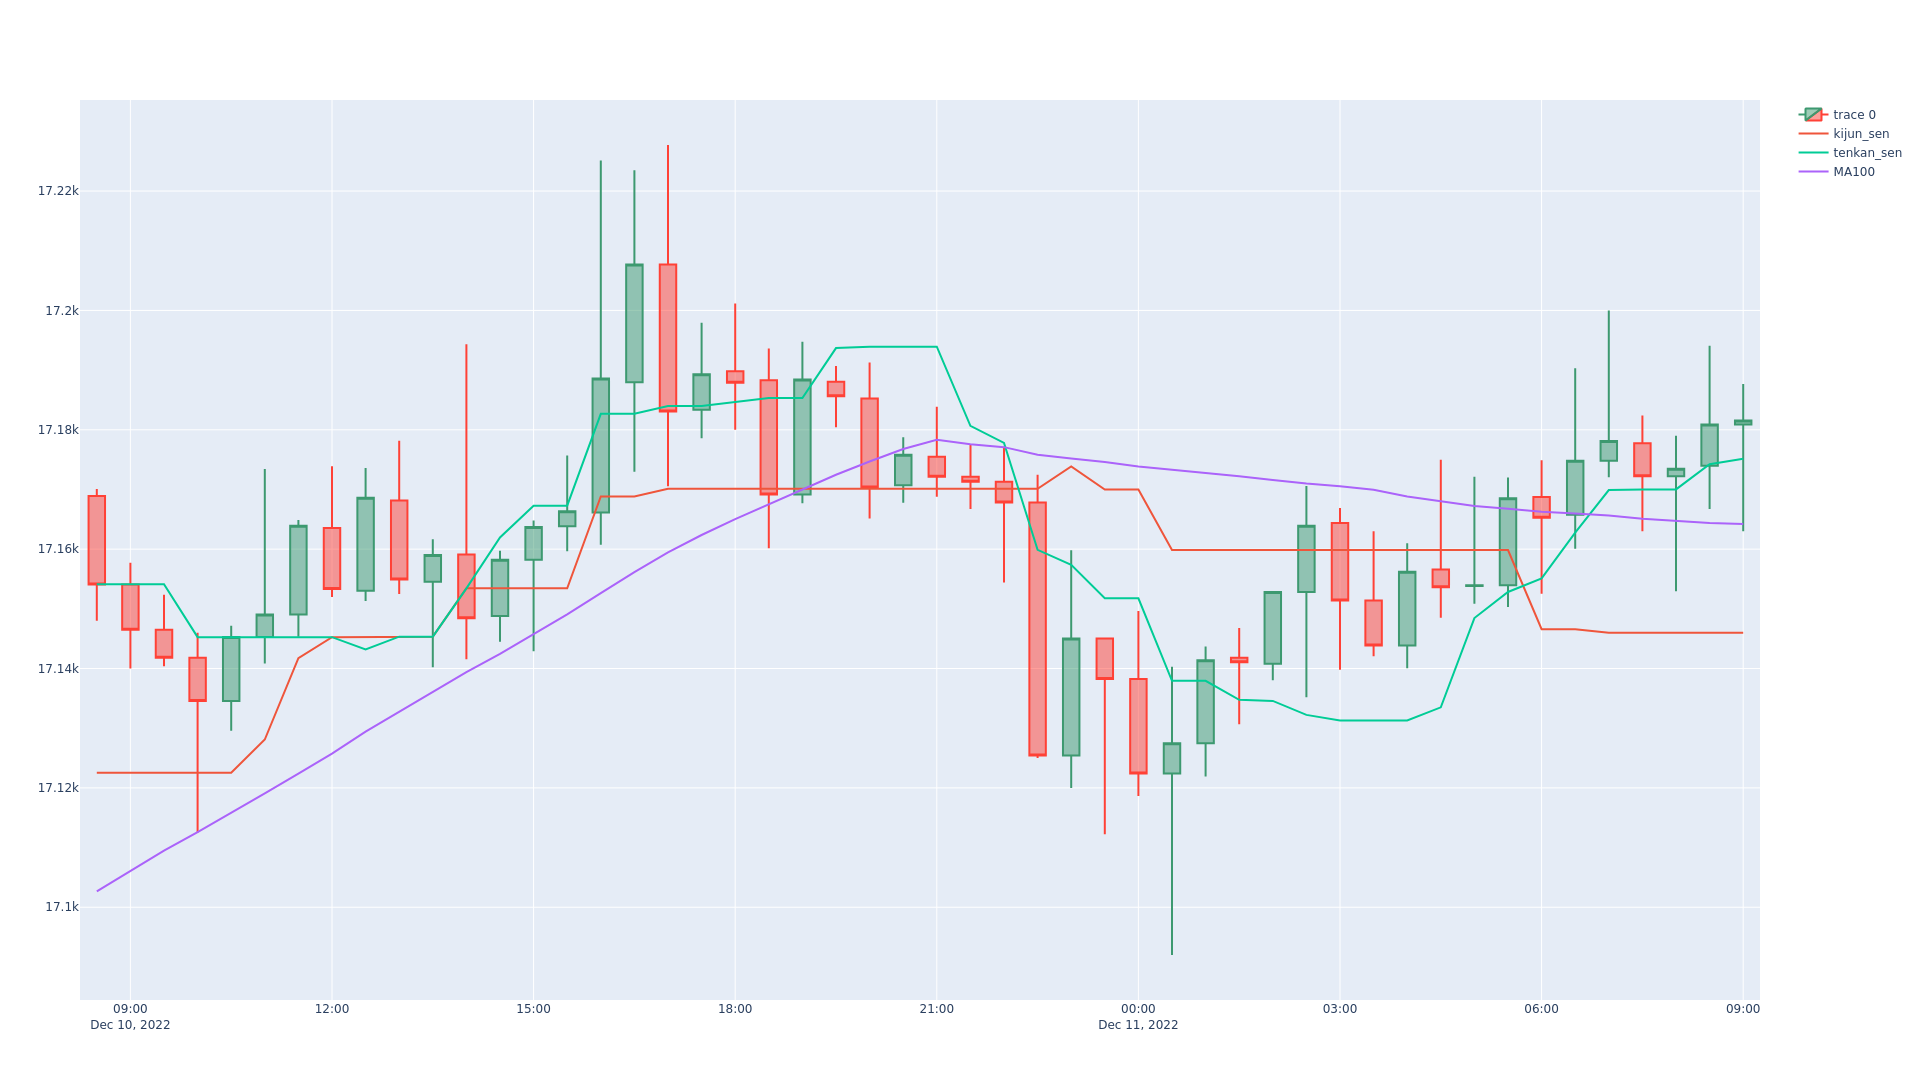 trace 0
kijun_sen
tenkan_sen
MA100
17.22k
17.2k
17.18k
17.16k
17.14k
17.12k
17.1k
09:00 12:00 15:00 18:00 21:00 00:00 03:00 06:00 09:00
Dec 10, 2022 Dec 11, 2022